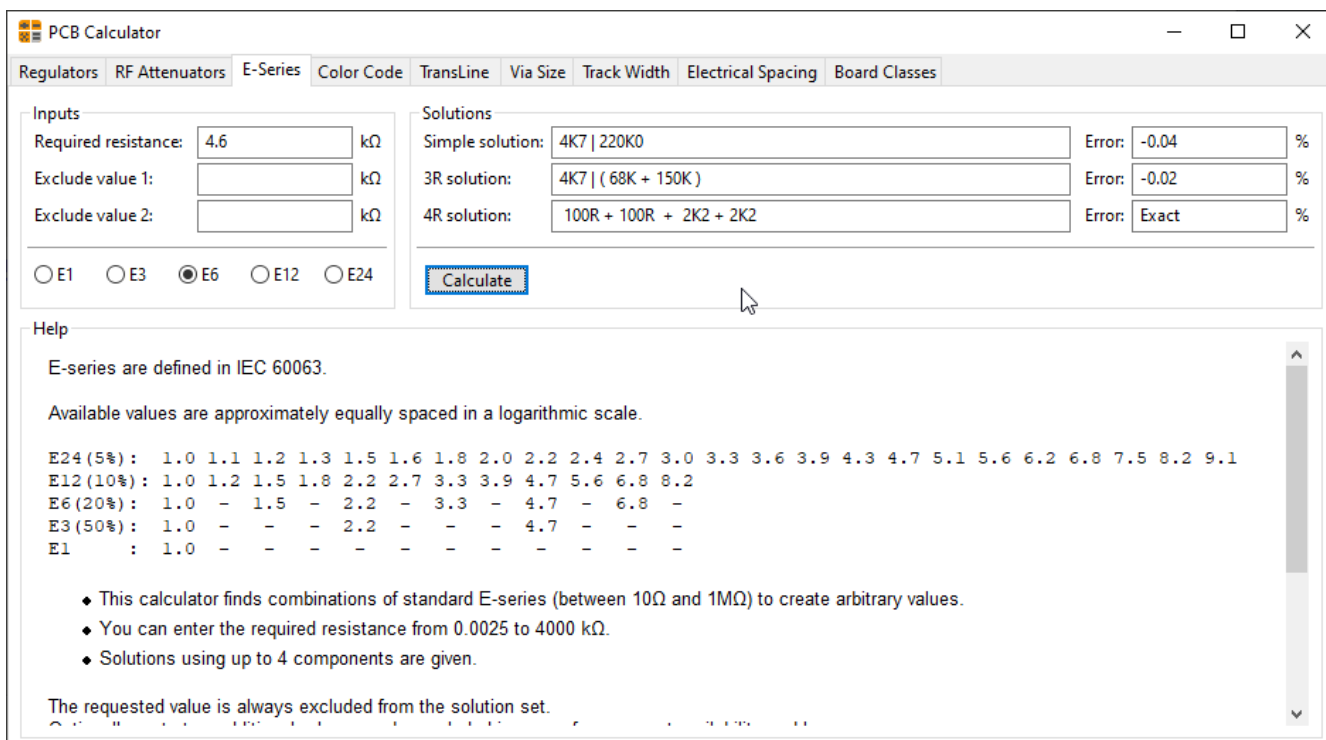 PCB Calculator
Regulators RF Attenuators E-Series Color Code TransLine Via Size Track Width Electrical Spacing Board Classes
Inputs
Required resistance: 4.6 kΩ
Exclude value 1: kΩ
Exclude value 2: kΩ
E1 E3 E6 E12 E24
Solutions
Simple solution: 4K7 | 220K0 Error: -0.04 %
3R solution: 4K7 | ( 68K + 150K ) Error: -0.02 %
4R solution: 100R + 100R + 2K2 + 2K2 Error: Exact %
Calculate
Help
E-series are defined in IEC 60063.
Available values are approximately equally spaced in a logarithmic scale.
E24(5%): 1.0 1.1 1.2 1.3 1.5 1.6 1.8 2.0 2.2 2.4 2.7 3.0 3.3 3.6 3.9 4.3 4.7 5.1 5.6 6.2 6.8 7.5 8.2 9.1
E12(10%): 1.0 1.2 1.5 1.8 2.2 2.7 3.3 3.9 4.7 5.6 6.8 8.2
E6(20%): 1.0 - 1.5 - 2.2 - 3.3 - 4.7 - 6.8 -
E3(50%): 1.0 - - - 2.2 - - - 4.7 - - -
E1 : 1.0 - - - - - - - - - - -
◆ This calculator finds combinations of standard E-series (between 10Ω and 1MΩ) to create arbitrary values.
◆ You can enter the required resistance from 0.0025 to 4000 kΩ.
◆ Solutions using up to 4 components are given.
The requested value is always excluded from the solution set.